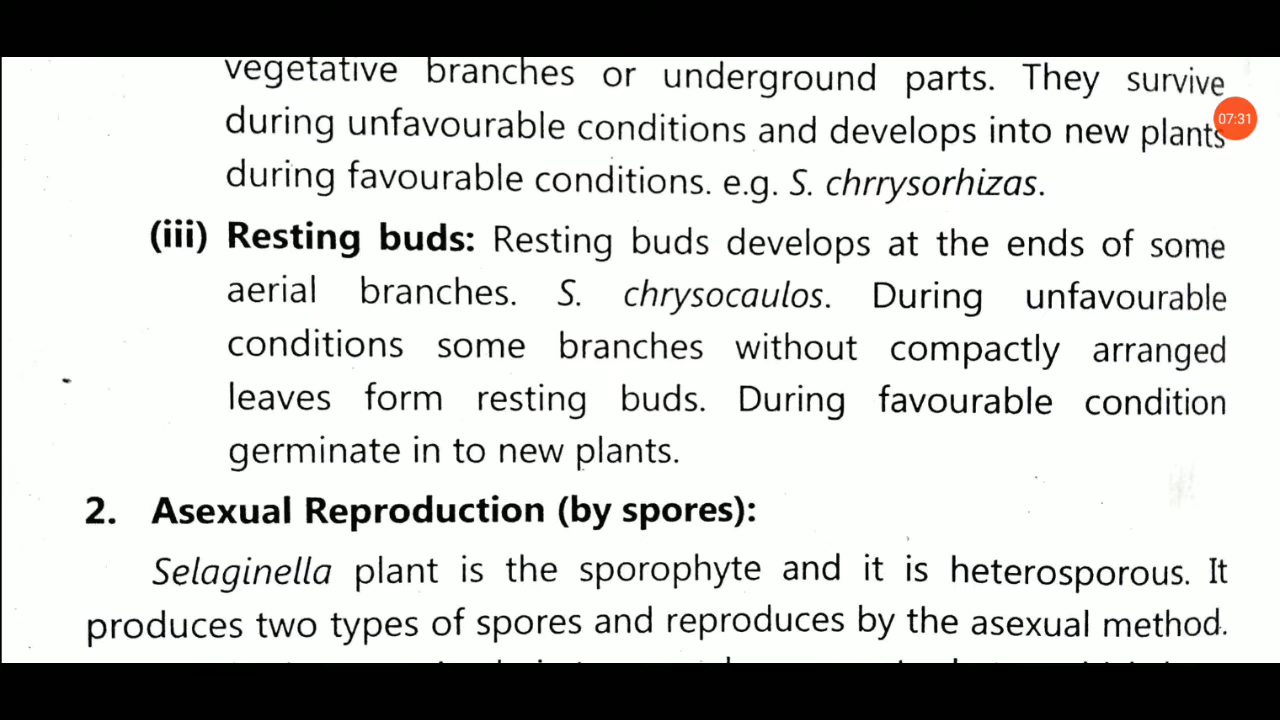 vegetative branches or underground parts. They survive
during unfavourable conditions and develops into new plants
07:31
during favourable conditions. e.g. S. chrrysorhizas.
(iii) Resting buds: Resting buds develops at the ends of some
aerial branches. S. chrysocaulos. During unfavourable
conditions some branches without compactly arranged
leaves form resting buds. During favourable condition
germinate in to new plants.
2. Asexual Reproduction (by spores):
Selaginella plant is the sporophyte and it is heterosporous. It
produces two types of spores and reproduces by the asexual method.